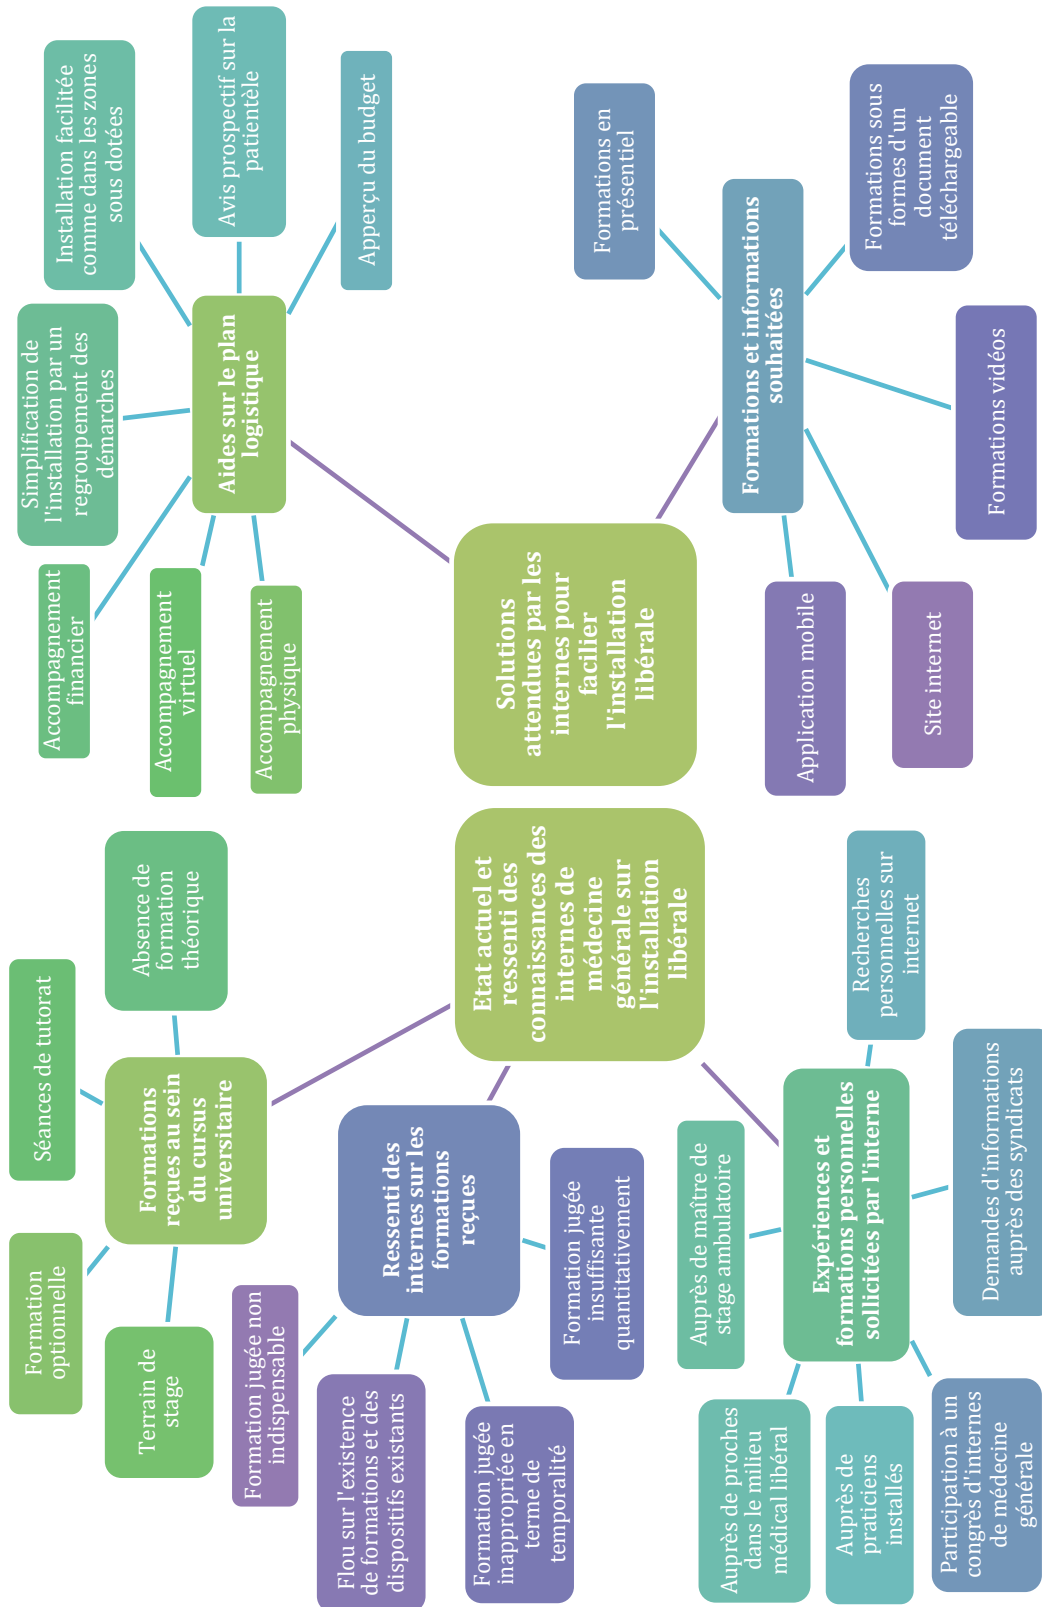 Formation
optionnelle
Séances de tutorat
Terrain de
stage
Formations
reçues au sein
du cursus
universitaire
Absence de
formation
théorique
Formation jugée non
indispensable
Flou sur l'existence
de formations et des
dispositifs existants
Formation jugée
inappropriée en
terme de
temporalité
Ressenti des
internes sur les
formations
reçues
Formation jugée
insuffisante
quantitativement
Etat actuel et
ressenti des
connaissances des
internes de
médecine
générale sur
l'installation
libérale
Auprès de maître de
stage ambulatoire
Auprès de proches
dans le milieu
médical libéral
Auprès de
praticiens
installés
Participation à un
congrès d'internes
de médecine
générale
Expériences et
formations personnelles
sollicitées par l'interne
Recherches
personnelles sur
internet
Demandes d'informations
auprès des syndicats
Accompagnement
financier
Accompagnement
virtuel
Accompagnement
physique
Simplification de
l'installation par un
regroupement des
démarches
Installation facilitée
comme dans les zones
sous dotées
Aides sur le plan
logistique
Avis prospectif sur la
patientèle
Apperçu du budget
Solutions
attendues par les
internes pour
facilier
l'installation
libérale
Formations en
présentiel
Formations et informations
souhaitées
Application mobile
Site internet
Formations vidéos
Formations sous
formes d'un
document
téléchargeable